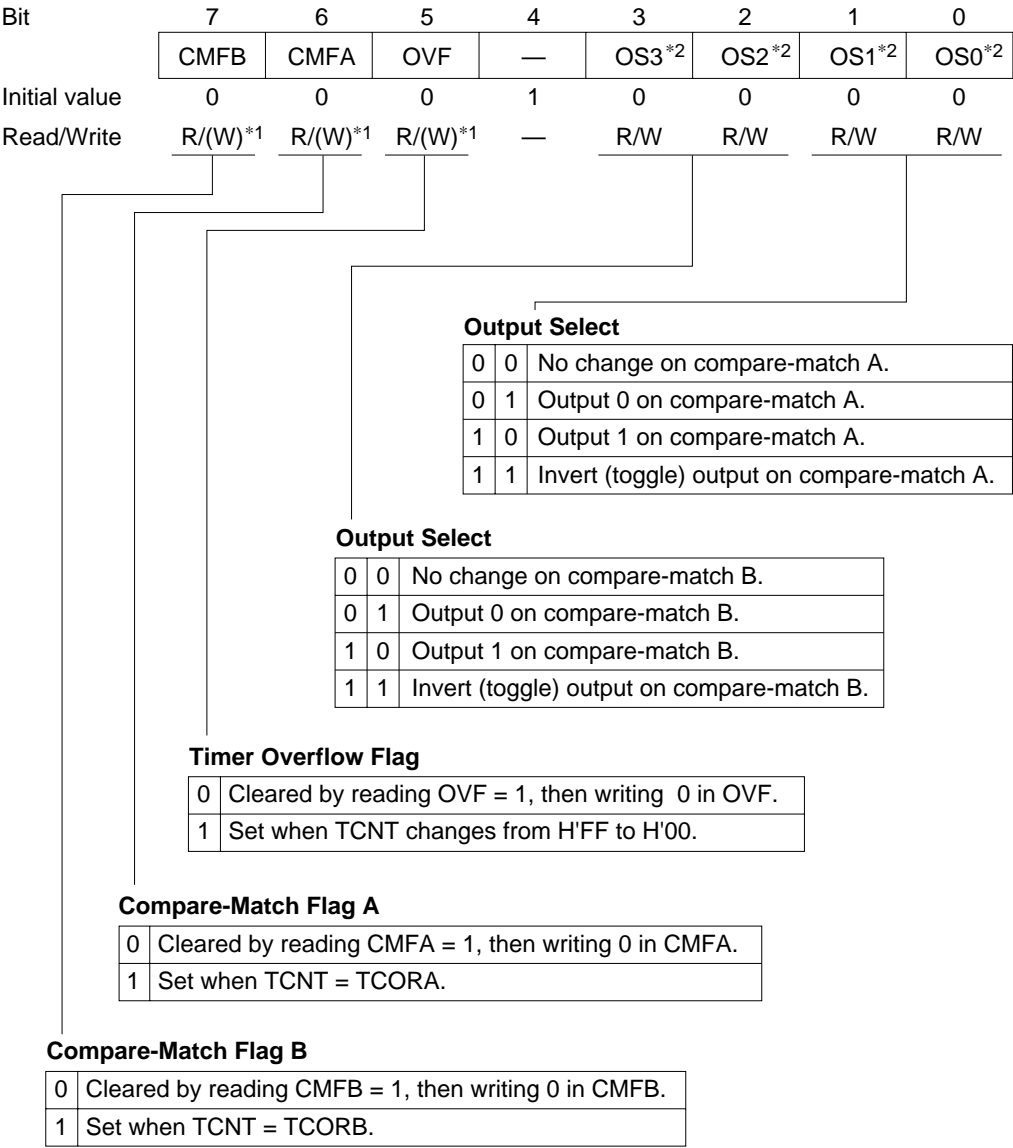 Bit 7 6 5 4 3 2 1 0
CMFB CMFA OVF — OS3*2 OS2*2 OS1*2 OS0*2
Initial value 0 0 0 1 0 0 0 0
Read/Write R/(W)*1 R/(W)*1 R/(W)*1 — R/W R/W R/W R/W
Output Select
0 0 No change on compare-match A.
0 1 Output 0 on compare-match A.
1 0 Output 1 on compare-match A.
1 1 Invert (toggle) output on compare-match A.
Output Select
0 0 No change on compare-match B.
0 1 Output 0 on compare-match B.
1 0 Output 1 on compare-match B.
1 1 Invert (toggle) output on compare-match B.
Timer Overflow Flag
0 Cleared by reading OVF = 1, then writing 0 in OVF.
1 Set when TCNT changes from H'FF to H'00.
Compare-Match Flag A
0 Cleared by reading CMFA = 1, then writing 0 in CMFA.
1 Set when TCNT = TCORA.
Compare-Match Flag B
0 Cleared by reading CMFB = 1, then writing 0 in CMFB.
1 Set when TCNT = TCORB.